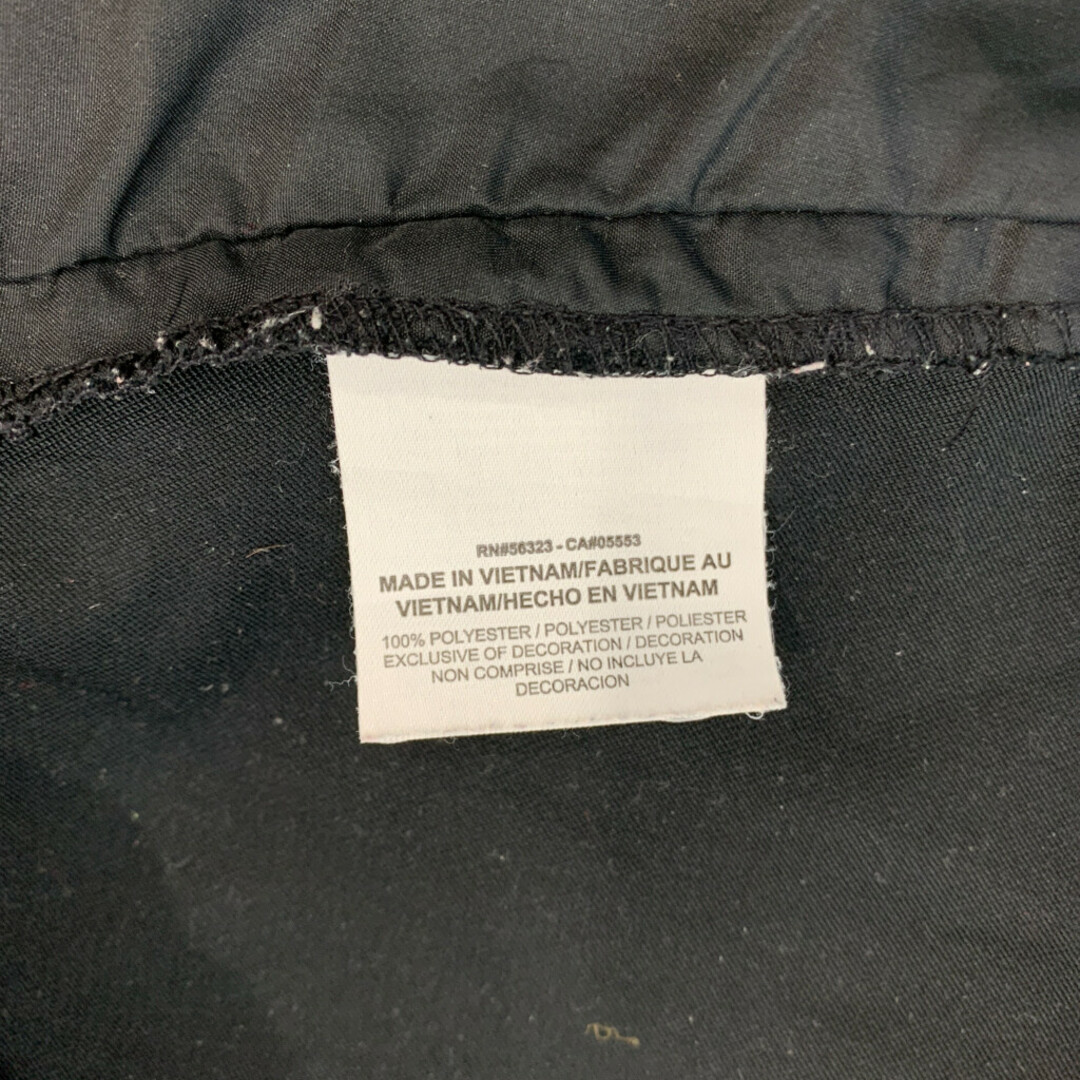 RN#56323 - CA#05553
MADE IN VIETNAM/FABRIQUE AU
VIETNAM/HECHO EN VIETNAM
100% POLYESTER / POLYESTER / POLIESTER
EXCLUSIVE OF DECORATION / DECORATION
NON COMPRISE / NO INCLUYE LA
DECORACION